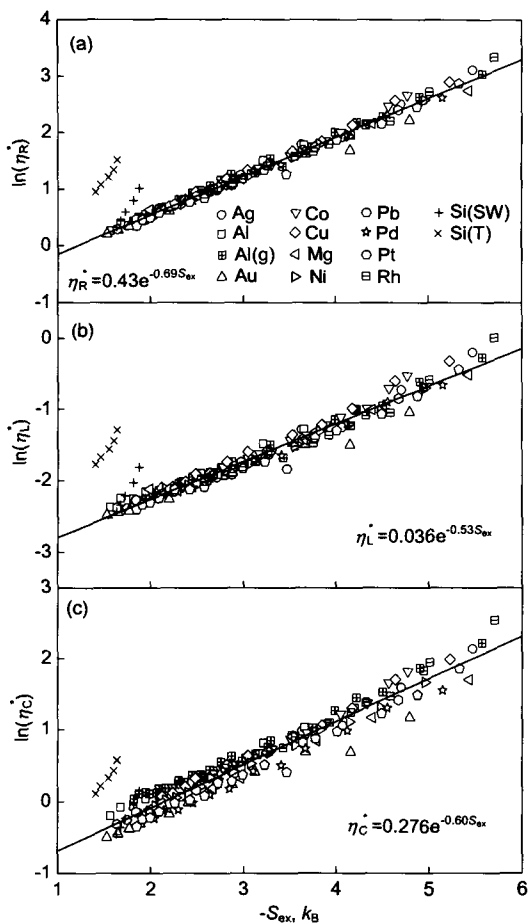 4
(a)
3
2
1
0
-1
ln(η*R)
Ag Co Pb Si(SW)
Al Cu Pd Si(T)
Al(g) Mg Pt
Au Ni Rh
η*R=0.43e-0.69Sex
(b)
0
-1
-2
-3
3
ln(η*L)
η*L=0.036e-0.53Sex
(c)
2
1
0
-1
ln(η*C)
η*C=0.276e-0.60Sex
1 2 3 4 5 6
-Sex, kB